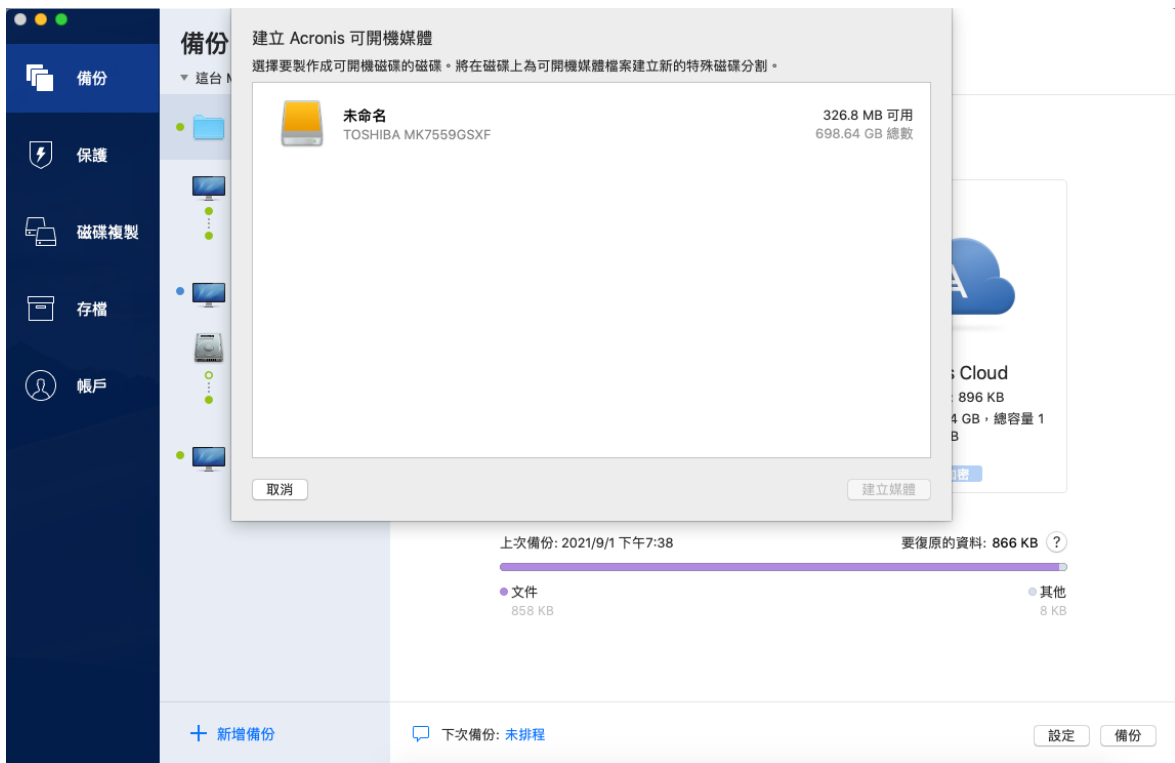 備份
保護
磁碟複製
存檔
帳戶
備份
這台
新增備份
建立 Acronis 可開機媒體
選擇要製作成可開機磁碟的磁碟。將在磁碟上為可開機媒體檔案建立新的特殊磁碟分割。
未命名
326.8 MB 可用
TOSHIBA MK7559GSXF
698.64 GB 總數
取消
建立媒體
Cloud
: 896 KB
4 GB，總容量 1
B
密
上次備份: 2021/9/1 下午7:38
要復原的資料: 866 KB ?
文件
其他
858 KB
8 KB
下次備份: 未排程
設定
備份